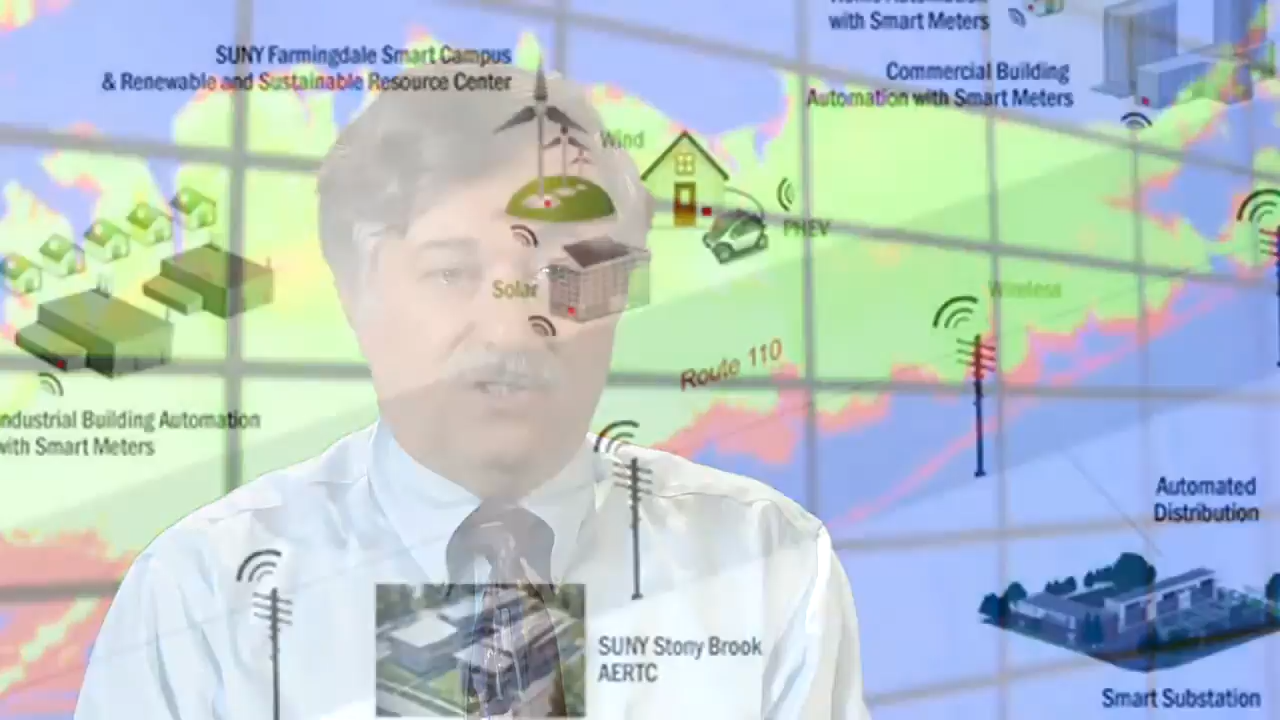 SUNY Farmingdale Smart Campus
& Renewable and Sustainable Resource Center
with Smart Meters
Commercial Building
Automation with Smart Meters
Wind
PHEV
Solar
Wireless
Route 110
ndustrial Building Automation
with Smart Meters
Automated
Distribution
SUNY Stony Brook
AERTC
Smart Substation